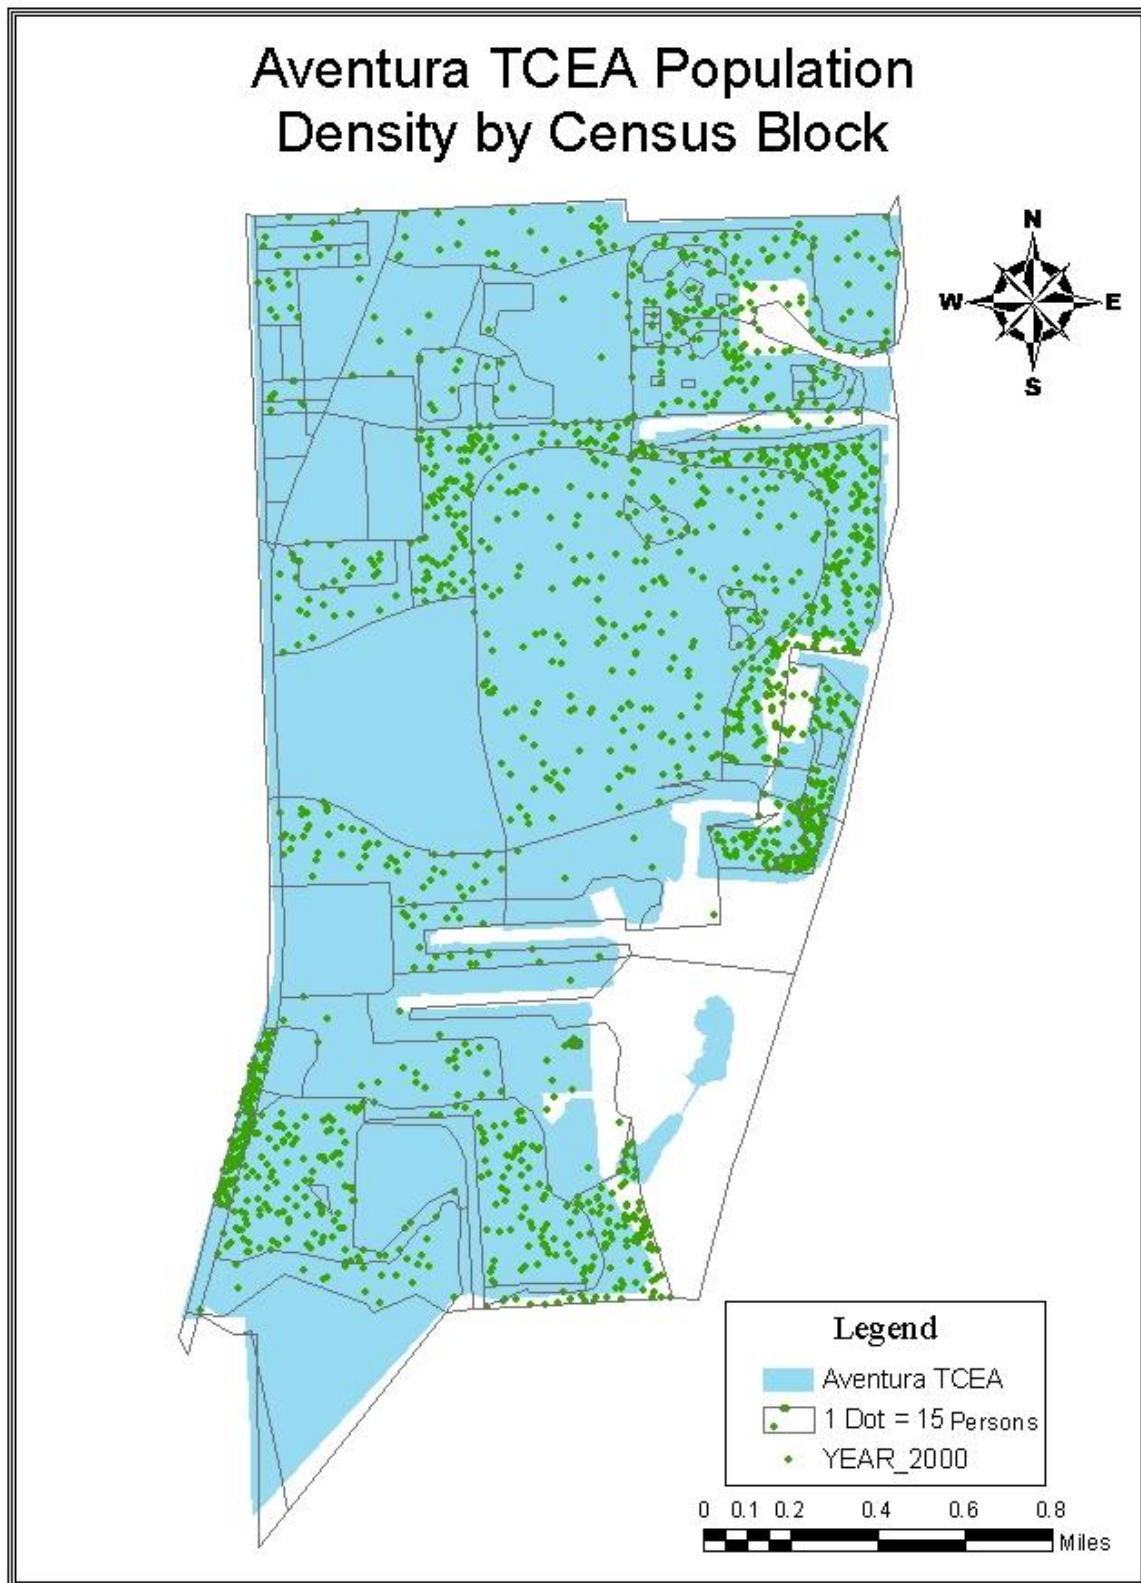 Aventura TCEA Population
Density by Census Block
N
W E
S
Legend
Aventura TCEA
1 Dot = 15 Persons
YEAR_2000
0 0.1 0.2 0.4 0.6 0.8
Miles